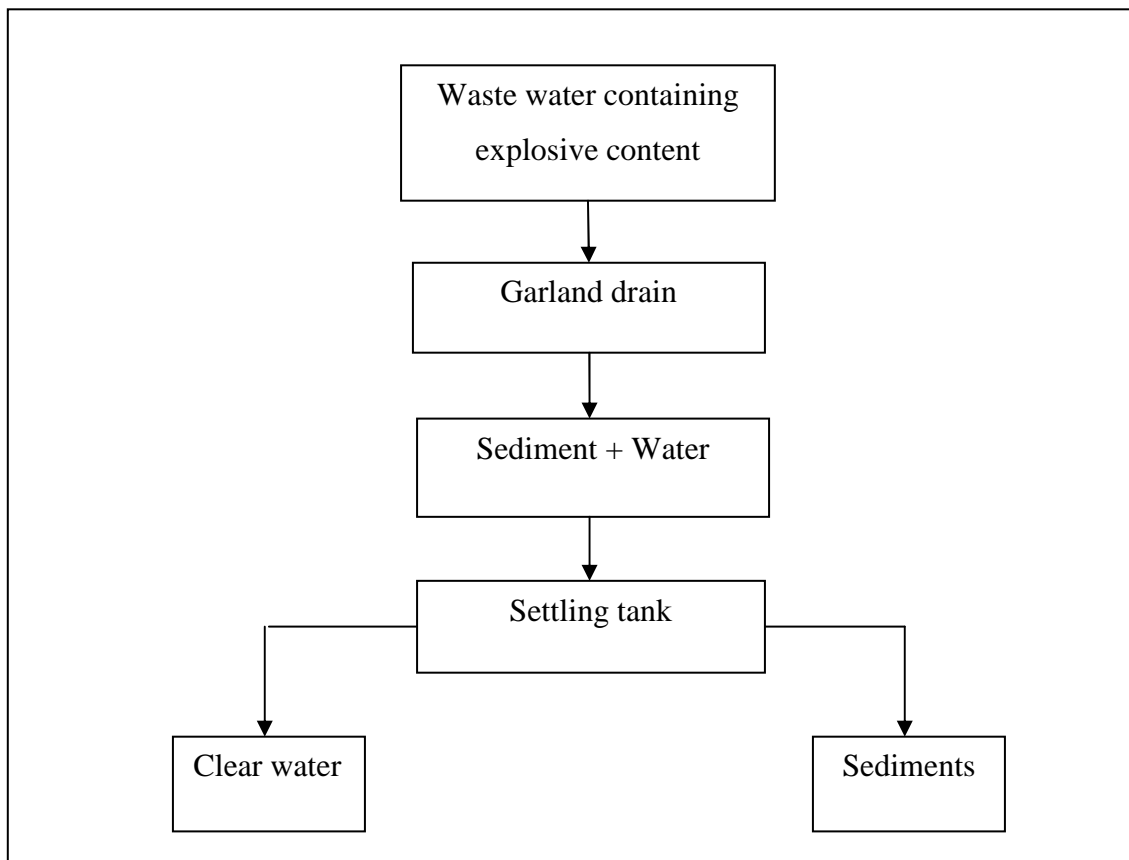 Waste water containing
explosive content
Garland drain
Sediment + Water
Settling tank
Clear water
Sediments